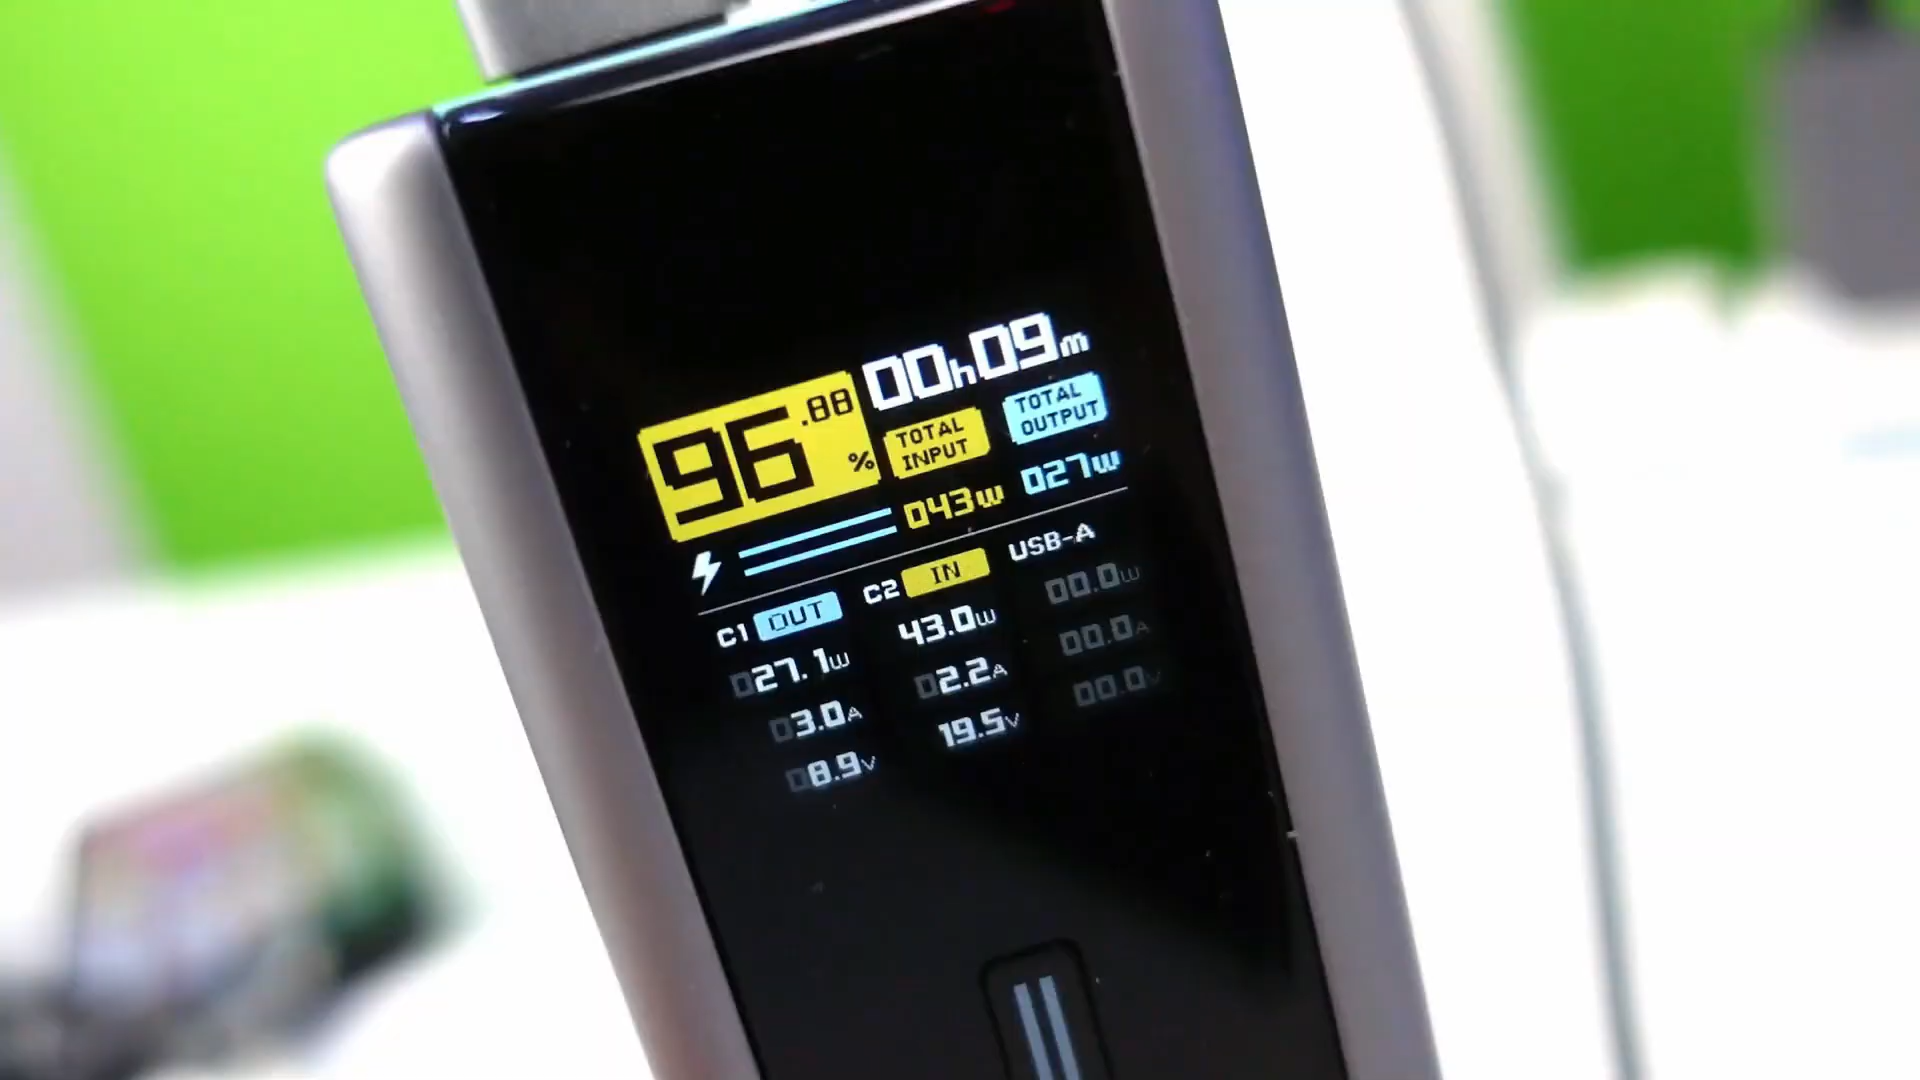 00h09m
96.88%
TOTAL INPUT
TOTAL OUTPUT
043w
027w
C1 OUT
C2 IN
USB-A
027.1w
43.0w
00.0w
03.0A
02.2A
00.0A
08.9V
19.5V
00.0V